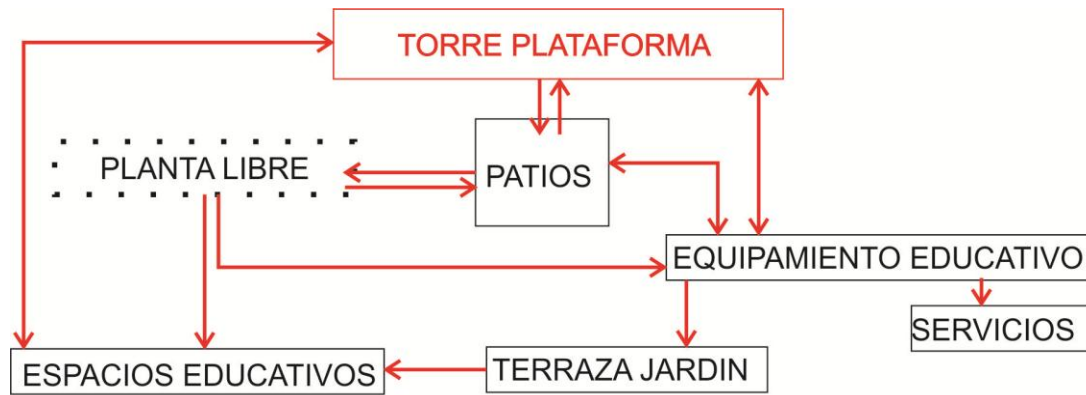 TORRE PLATAFORMA
PLANTA LIBRE
PATIOS
EQUIPAMIENTO EDUCATIVO
SERVICIOS
ESPACIOS EDUCATIVOS
TERRAZA JARDIN